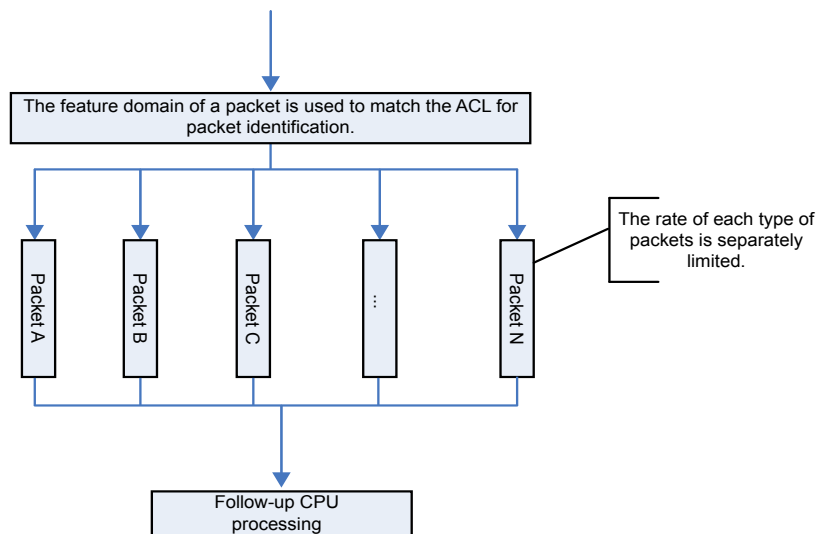 The feature domain of a packet is used to match the ACL for
packet identification.
Packet A
Packet B
Packet C
...
Packet N
The rate of each type of
packets is separately
limited.
Follow-up CPU
processing